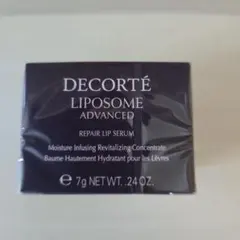 DECORTÉ
LIPOSOME
ADVANCED
REPAIR LIP SERUM
Moisture Infusing Revitalizing Concentrate
Baume Hautement Hydratant pour les Lèvres
℮ 7g NET WT. .24 OZ.